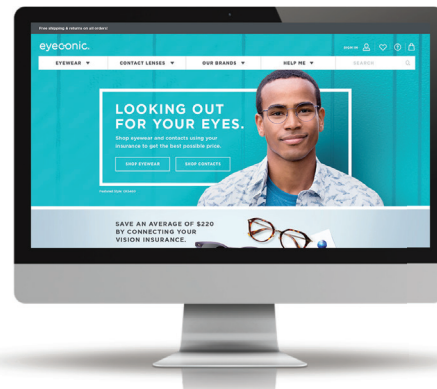 Free shipping & returns on all orders!
eyeconic.
SIGN IN
EYEWEAR
CONTACT LENSES
OUR BRANDS
HELP ME
SEARCH
LOOKING OUT
FOR YOUR EYES.
Shop eyewear and contacts using your
insurance to get the best possible price.
SHOP EYEWEAR
SHOP CONTACTS
SAVE AN AVERAGE OF $220
BY CONNECTING YOUR
VISION INSURANCE.